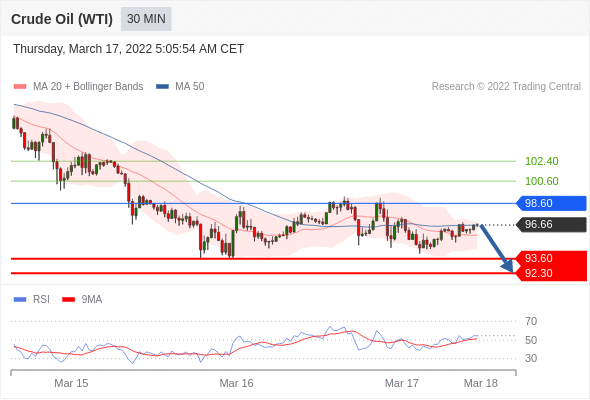 Crude Oil (WTI) 30 MIN
Thursday, March 17, 2022 5:05:54 AM CET
MA 20 + Bollinger Bands MA 50 Research © 2022 Trading Central
102.40
100.60
98.60
96.66
93.60
92.30
RSI 9MA
70
50
30
Mar 15 Mar 16 Mar 17 Mar 18